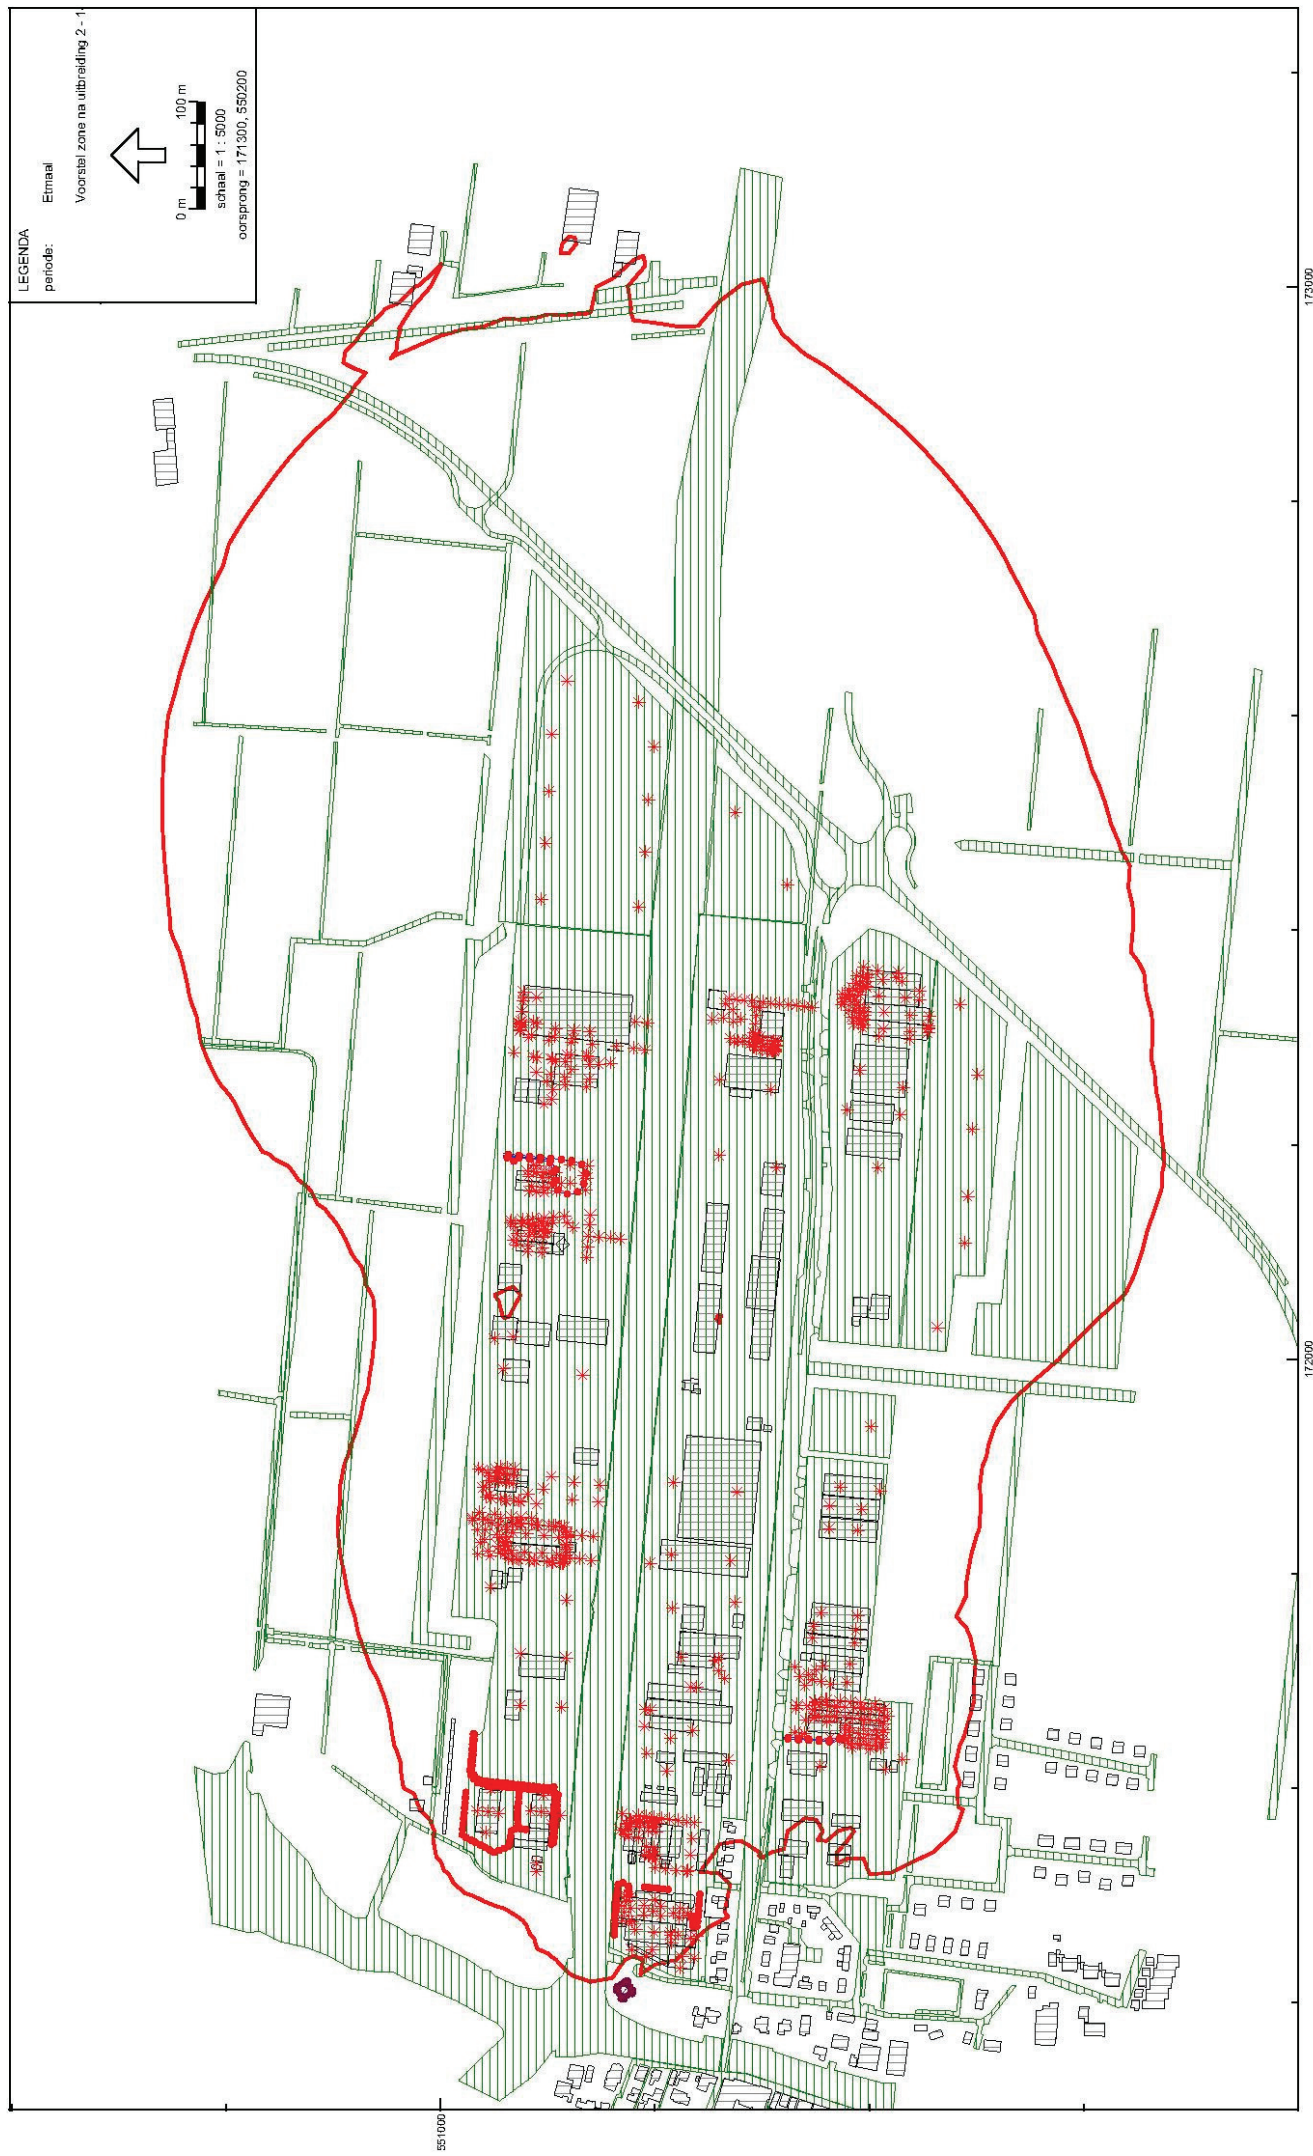 LEGENDA
periode: Etmaal
Voorstel zone na uitbreiding 2 - 1
0 m 100 m
schaal = 1 : 5000
oorsprong = 171300, 550200
551000
172000
173000